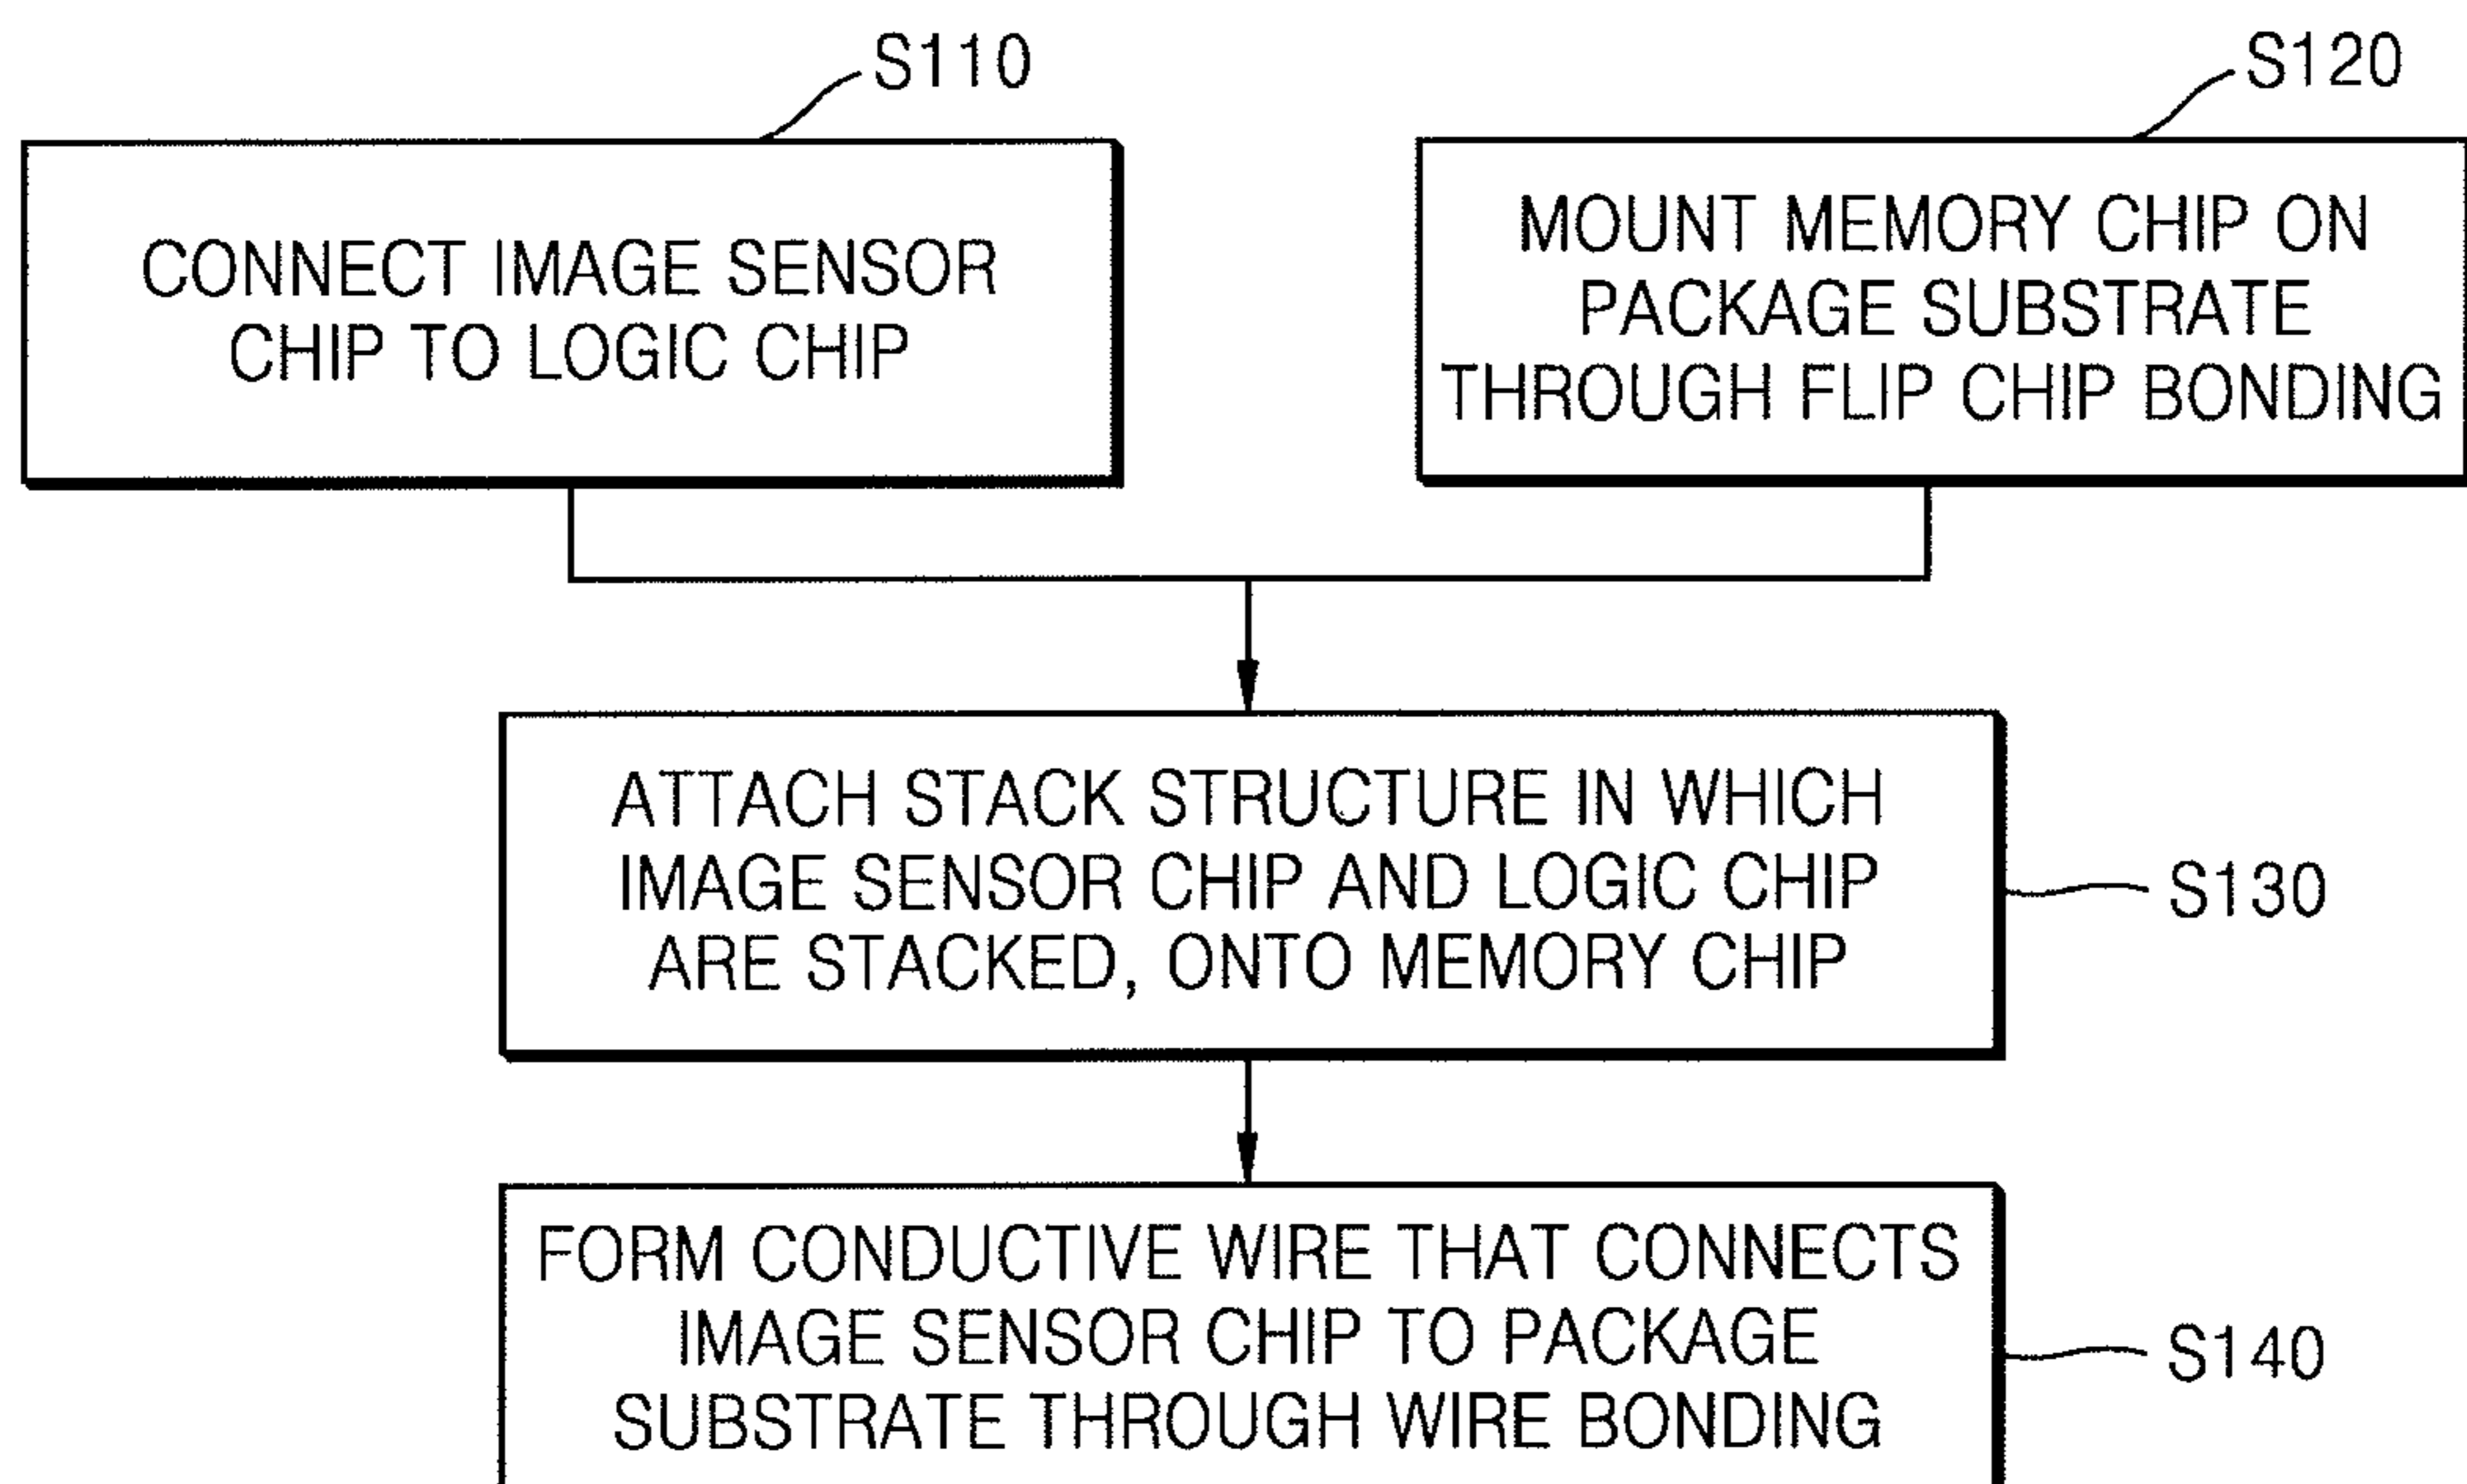 S110
S120
CONNECT IMAGE SENSOR
CHIP TO LOGIC CHIP
MOUNT MEMORY CHIP ON
PACKAGE SUBSTRATE
THROUGH FLIP CHIP BONDING
ATTACH STACK STRUCTURE IN WHICH
IMAGE SENSOR CHIP AND LOGIC CHIP
ARE STACKED, ONTO MEMORY CHIP
S130
FORM CONDUCTIVE WIRE THAT CONNECTS
IMAGE SENSOR CHIP TO PACKAGE
SUBSTRATE THROUGH WIRE BONDING
S140